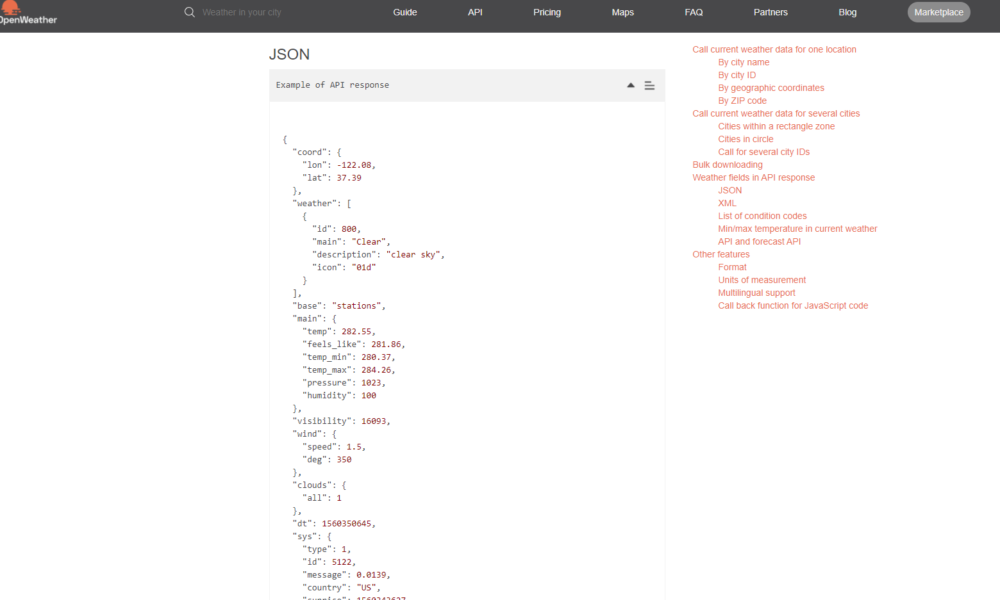 OpenWeather
Weather in your city
Guide
API
Pricing
Maps
FAQ
Partners
Blog
Marketplace
JSON
Example of API response
{
"coord": {
"lon": -122.08,
"lat": 37.39
},
"weather": [
{
"id": 800,
"main": "Clear",
"description": "clear sky",
"icon": "01d"
}
],
"base": "stations",
"main": {
"temp": 282.55,
"feels_like": 281.86,
"temp_min": 280.37,
"temp_max": 284.26,
"pressure": 1023,
"humidity": 100
},
"visibility": 16093,
"wind": {
"speed": 1.5,
"deg": 350
},
"clouds": {
"all": 1
},
"dt": 1560350645,
"sys": {
"type": 1,
"id": 5122,
"message": 0.0139,
"country": "US",
"sunrise": 1560343627,
Call current weather data for one location
By city name
By city ID
By geographic coordinates
By ZIP code
Call current weather data for several cities
Cities within a rectangle zone
Cities in circle
Call for several city IDs
Bulk downloading
Weather fields in API response
JSON
XML
List of condition codes
Min/max temperature in current weather
API and forecast API
Other features
Format
Units of measurement
Multilingual support
Call back function for JavaScript code